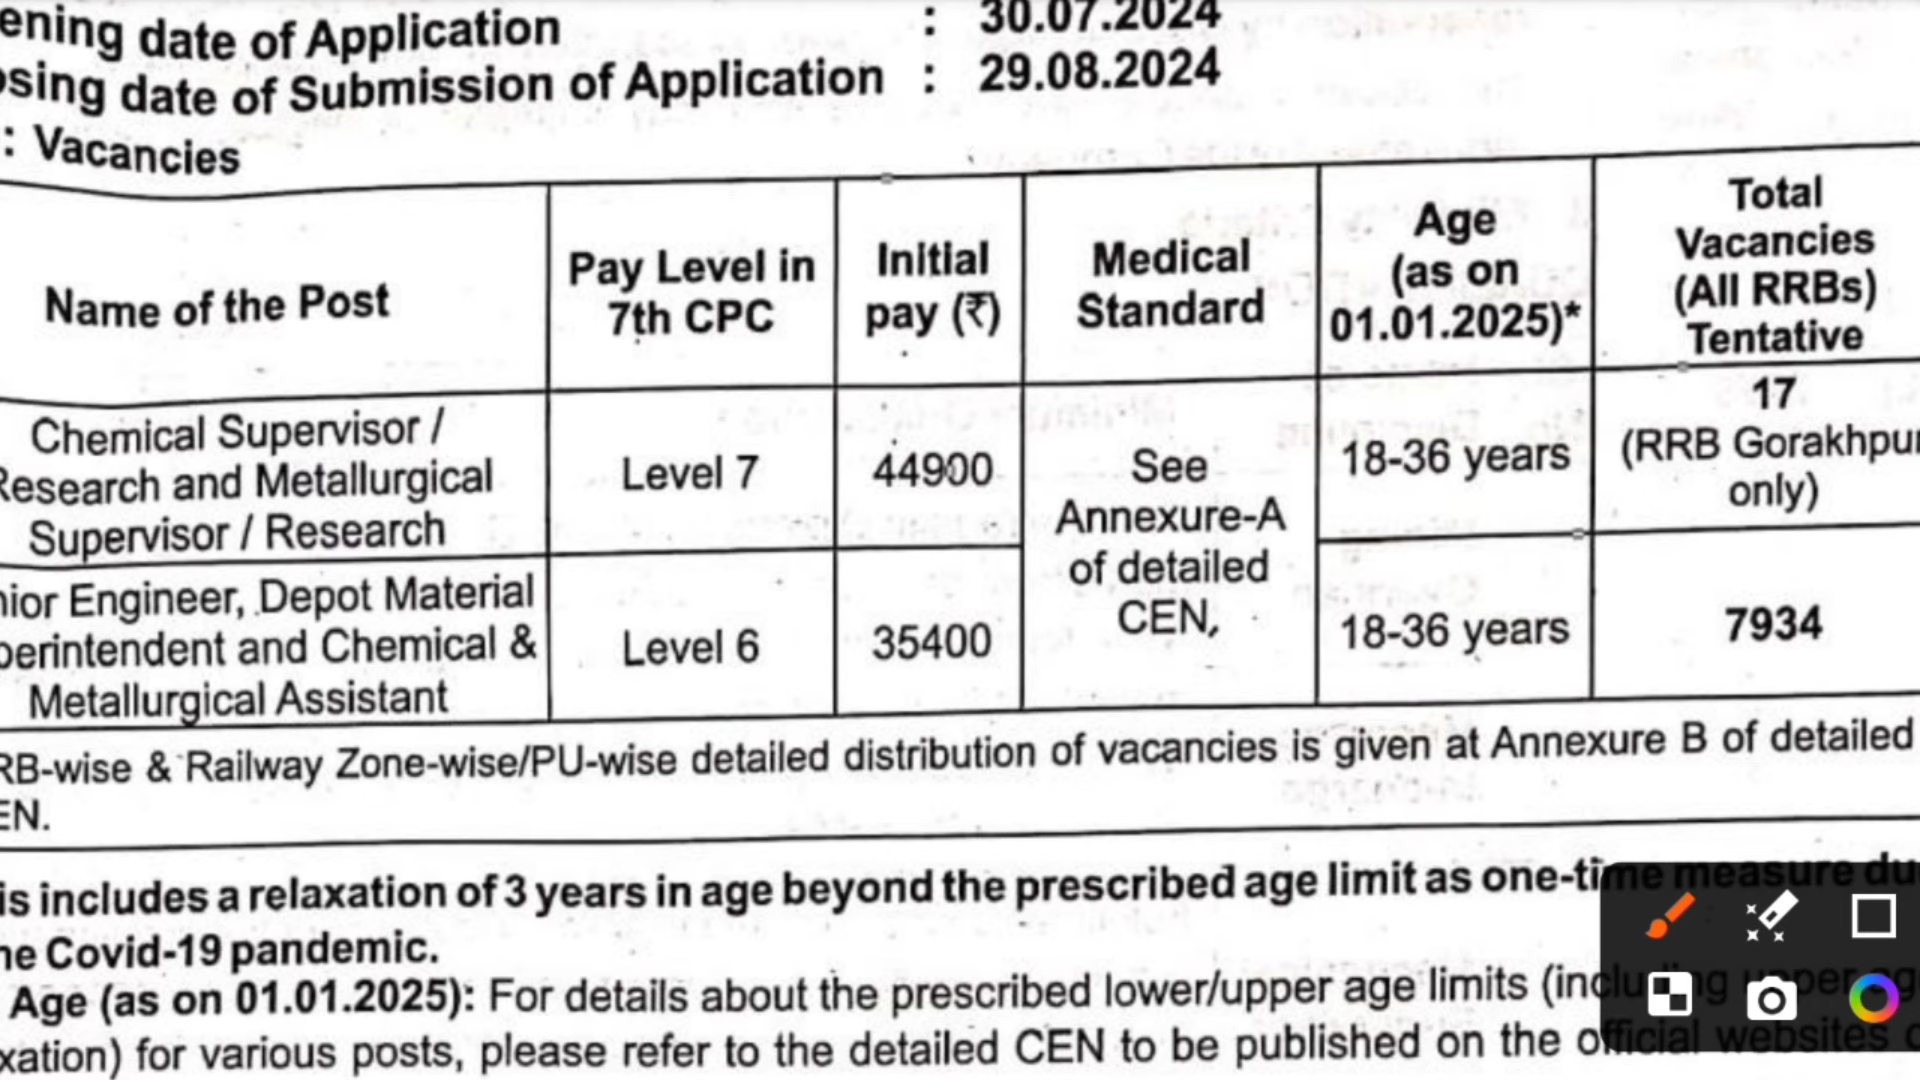 ening date of Application : 30.07.2024
osing date of Submission of Application : 29.08.2024
: Vacancies
Name of the Post
Pay Level in
7th CPC
Initial
pay (₹)
Medical
Standard
Age
(as on
01.01.2025)*
Total
Vacancies
(All RRBs)
Tentative
Chemical Supervisor /
Research and Metallurgical
Supervisor / Research
Level 7
44900
See
Annexure-A
of detailed
CEN,
18-36 years
17
(RRB Gorakhpur
only)
nior Engineer, Depot Material
perintendent and Chemical &
Metallurgical Assistant
Level 6
35400
18-36 years
7934
RB-wise & Railway Zone-wise/PU-wise detailed distribution of vacancies is given at Annexure B of detailed
EN.
is includes a relaxation of 3 years in age beyond the prescribed age limit as one-time measure du
he Covid-19 pandemic.
Age (as on 01.01.2025): For details about the prescribed lower/upper age limits (including upper ag
xation) for various posts, please refer to the detailed CEN to be published on the official websites o